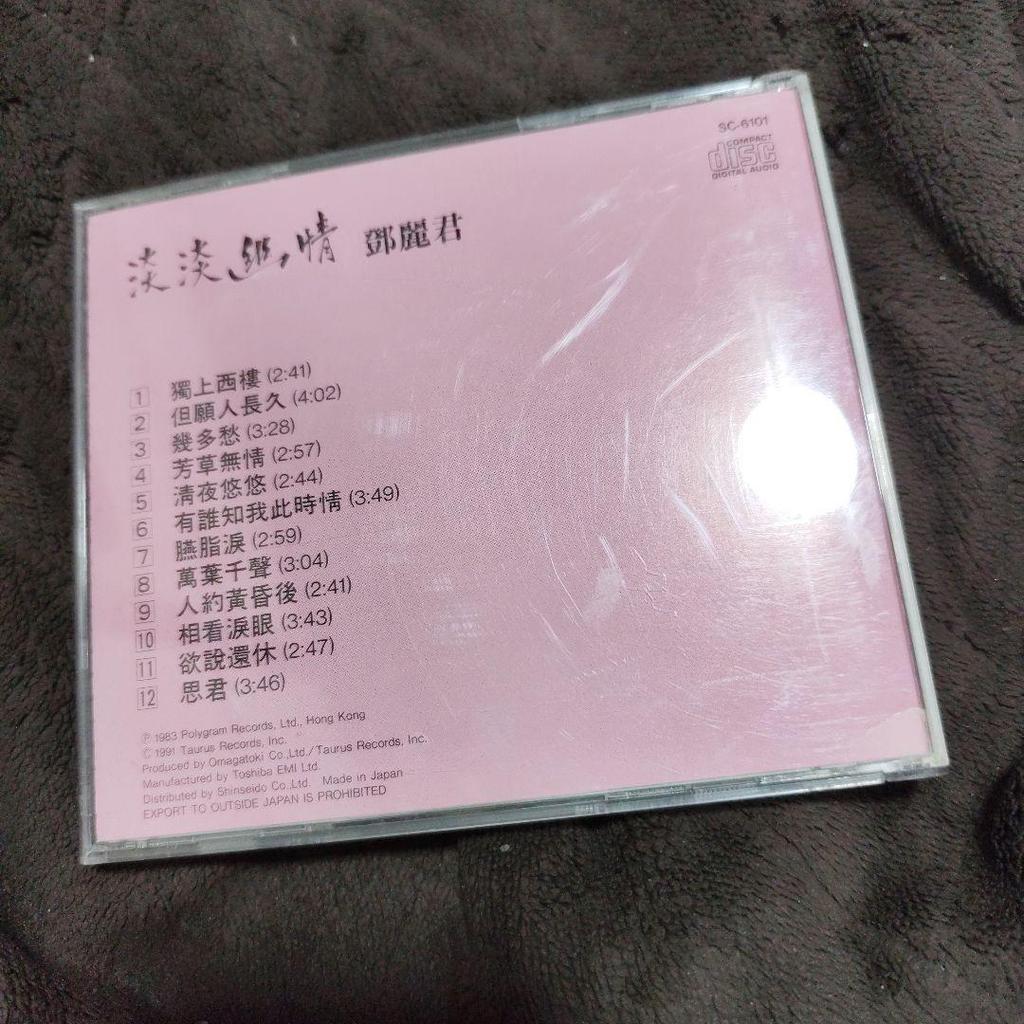 SC-6101
COMPACT
disc
DIGITAL AUDIO
淡淡幽情 鄧麗君
1 獨上西樓 (2:41)
2 但願人長久 (4:02)
3 幾多愁 (3:28)
4 芳草無情 (2:57)
5 清夜悠悠 (2:44)
6 有誰知我此時情 (3:49)
7 臙脂淚 (2:59)
8 萬葉千聲 (3:04)
9 人約黃昏後 (2:41)
10 相看淚眼 (3:43)
11 欲說還休 (2:47)
12 思君 (3:46)
℗ 1983 Polygram Records, Ltd., Hong Kong
© 1991 Taurus Records, Inc.
Produced by Omagatoki Co.,Ltd./Taurus Records, Inc.
Manufactured by Toshiba EMI Ltd.
Distributed by Shinseido Co.,Ltd. Made in Japan
EXPORT TO OUTSIDE JAPAN IS PROHIBITED